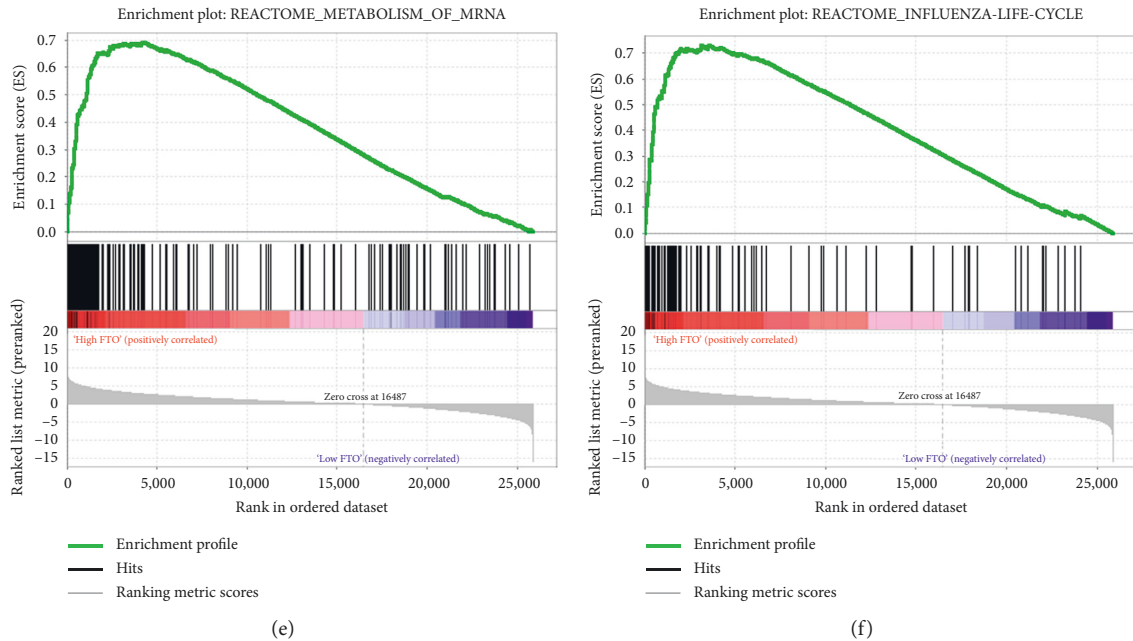 Enrichment plot: REACTOME_METABOLISM_OF_MRNA
Enrichment score (ES)
0.7
0.6
0.5
0.4
0.3
0.2
0.1
0.0
Ranked list metric (preranked)
20
15
10
5
0
−5
−10
−15
'High FTO' (positively correlated)
Zero cross at 16487
'Low FTO' (negatively correlated)
0 5,000 10,000 15,000 20,000 25,000
Rank in ordered dataset
Enrichment profile
Hits
Ranking metric scores
(e)
Enrichment plot: REACTOME_INFLUENZA-LIFE-CYCLE
Enrichment score (ES)
0.7
0.6
0.5
0.4
0.3
0.2
0.1
0.0
Ranked list metric (preranked)
20
15
10
5
0
−5
−10
−15
'High FTO' (positively correlated)
Zero cross at 16487
'Low FTO' (negatively correlated)
0 5,000 10,000 15,000 20,000 25,000
Rank in ordered dataset
Enrichment profile
Hits
Ranking metric scores
(f)